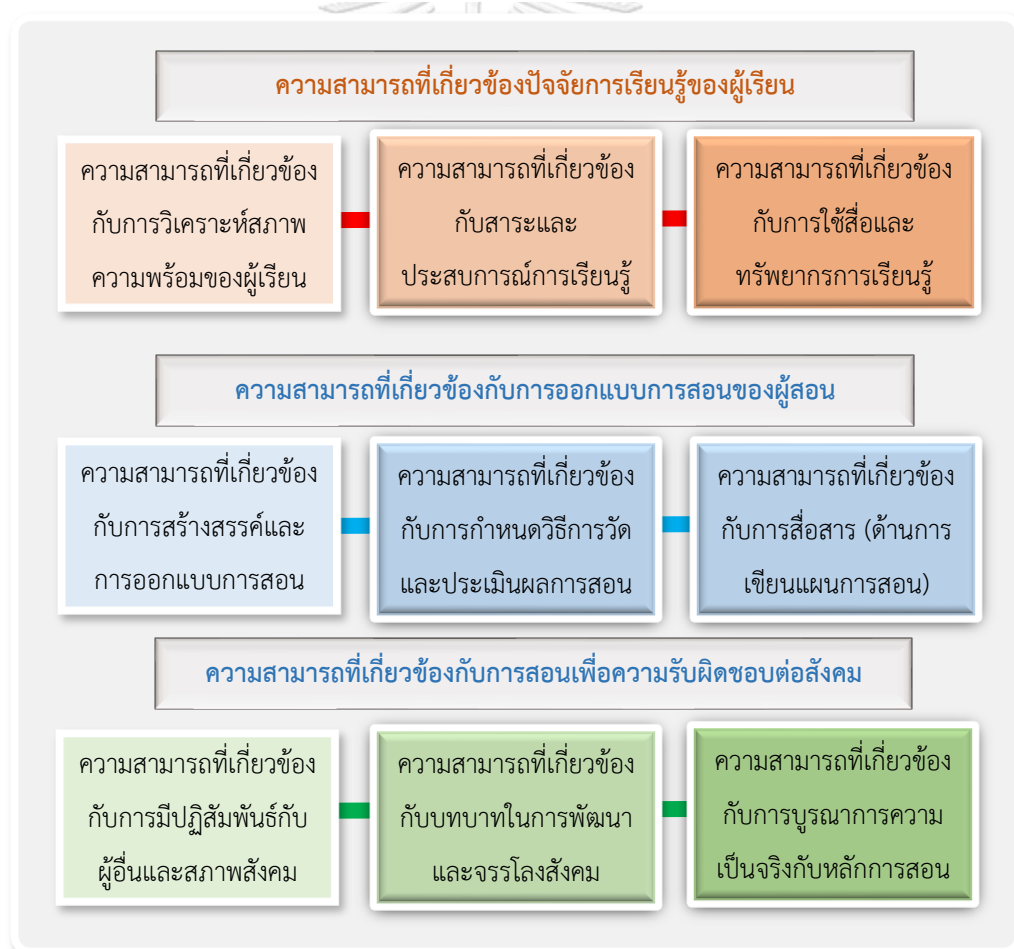 ความสามารถที่เกี่ยวข้องปัจจัยการเรียนรู้ของผู้เรียน
ความสามารถที่เกี่ยวข้อง
กับการวิเคราะห์สภาพ
ความพร้อมของผู้เรียน
ความสามารถที่เกี่ยวข้อง
กับสาระและ
ประสบการณ์การเรียนรู้
ความสามารถที่เกี่ยวข้อง
กับการใช้สื่อและ
ทรัพยากรการเรียนรู้
ความสามารถที่เกี่ยวข้องกับการออกแบบการสอนของผู้สอน
ความสามารถที่เกี่ยวข้อง
กับการสร้างสรรค์และ
การออกแบบการสอน
ความสามารถที่เกี่ยวข้อง
กับการกำหนดวิธีการวัด
และประเมินผลการสอน
ความสามารถที่เกี่ยวข้อง
กับการสื่อสาร (ด้านการ
เขียนแผนการสอน)
ความสามารถที่เกี่ยวข้องกับการสอนเพื่อความรับผิดชอบต่อสังคม
ความสามารถที่เกี่ยวข้อง
กับการมีปฏิสัมพันธ์กับ
ผู้อื่นและสภาพสังคม
ความสามารถที่เกี่ยวข้อง
กับบทบาทในการพัฒนา
และจรรโลงสังคม
ความสามารถที่เกี่ยวข้อง
กับการบูรณาการความ
เป็นจริงกับหลักการสอน